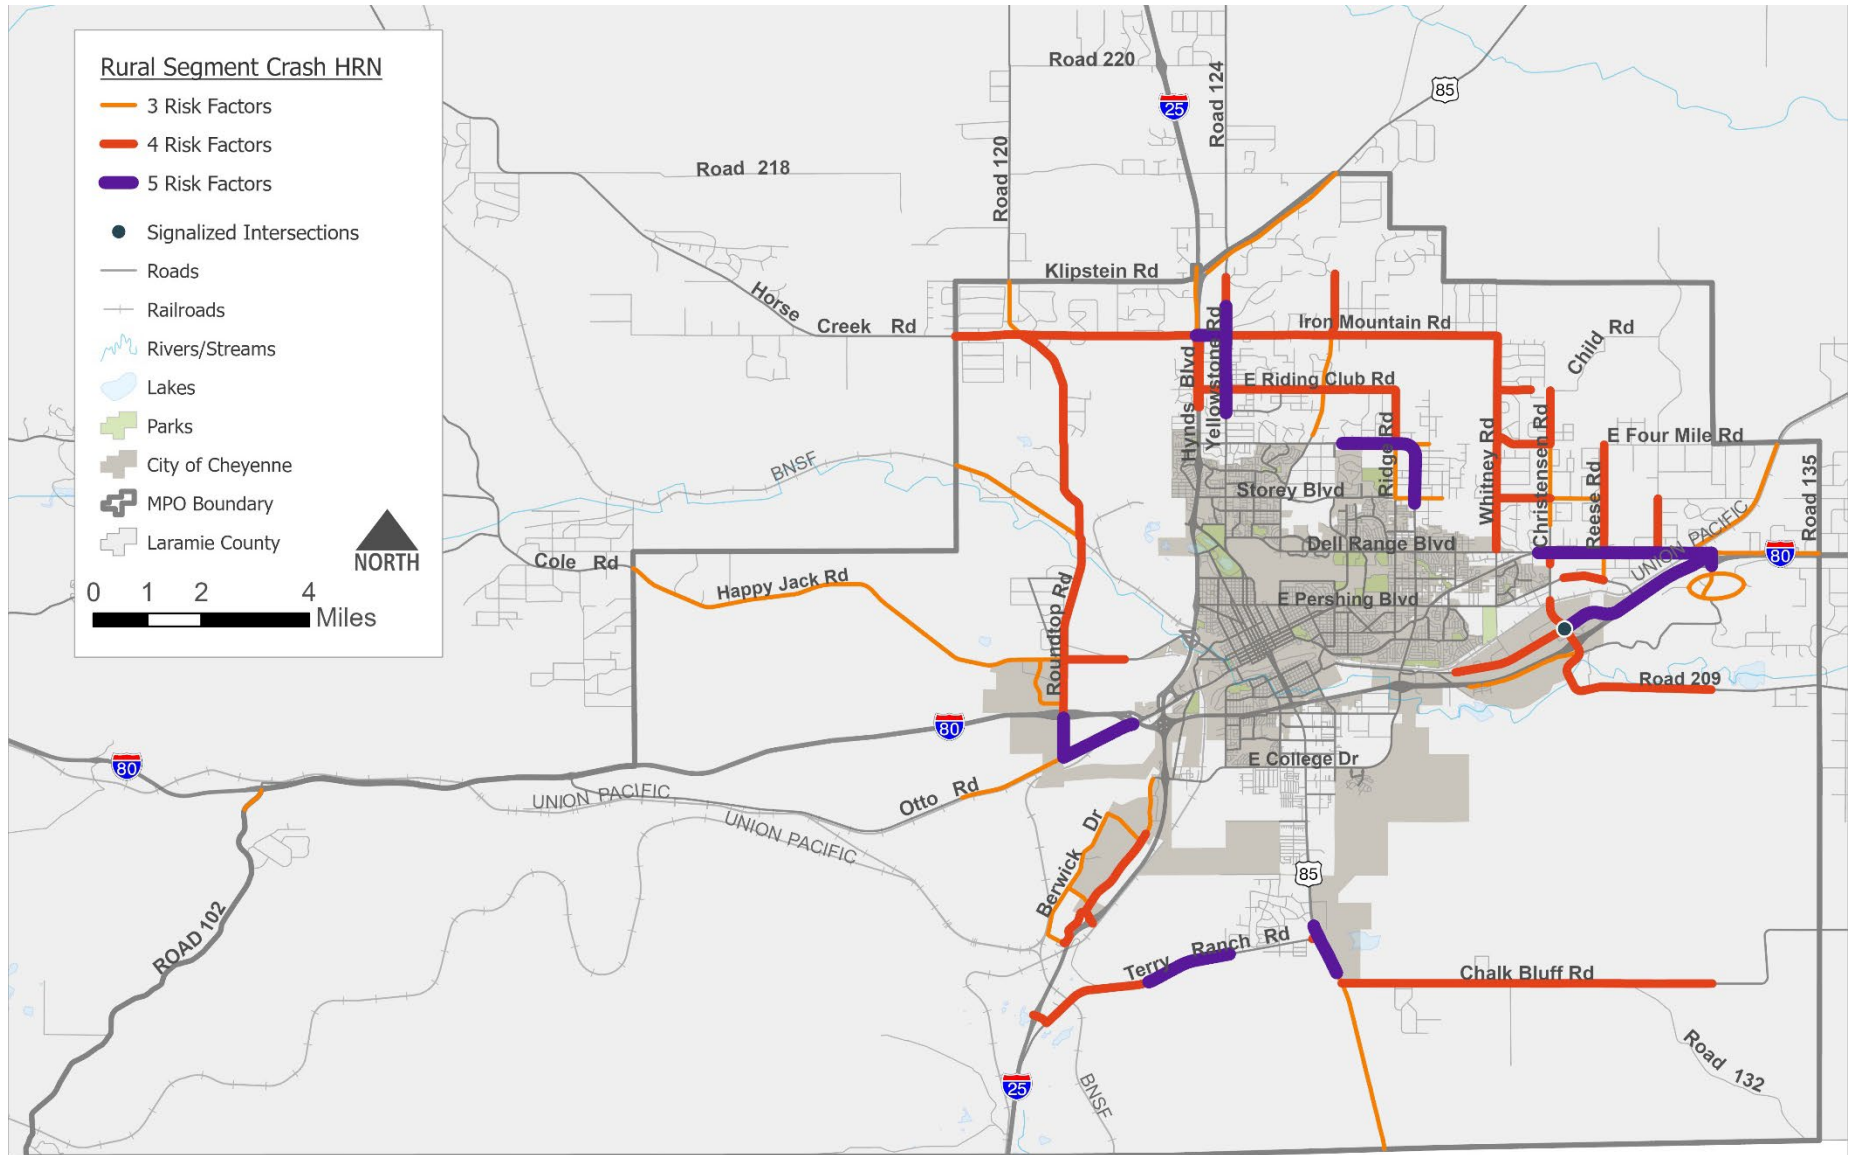 Rural Segment Crash HRN
3 Risk Factors
4 Risk Factors
5 Risk Factors
Signalized Intersections
Roads
Railroads
Rivers/Streams
Lakes
Parks
City of Cheyenne
MPO Boundary
Laramie County
NORTH
0 1 2 4
Miles
Road 220
25
Road 124
85
Road 120
Road 218
Klipstein Rd
Horse Creek Rd
Yellowstone Rd
Iron Mountain Rd
Child Rd
Hynds Blvd
E Riding Club Rd
Ridge Rd
Whitney Rd
Christensen Rd
E Four Mile Rd
Reese Rd
Road 135
BNSF
Storey Blvd
Dell Range Blvd
UNION PACIFIC
80
Cole Rd
Happy Jack Rd
E Pershing Blvd
Roundtop Rd
Road 209
80
80
E College Dr
Otto Rd
UNION PACIFIC
UNION PACIFIC
Berwick Dr
85
ROAD 102
Terry Ranch Rd
Chalk Bluff Rd
Road 132
25
BNSF